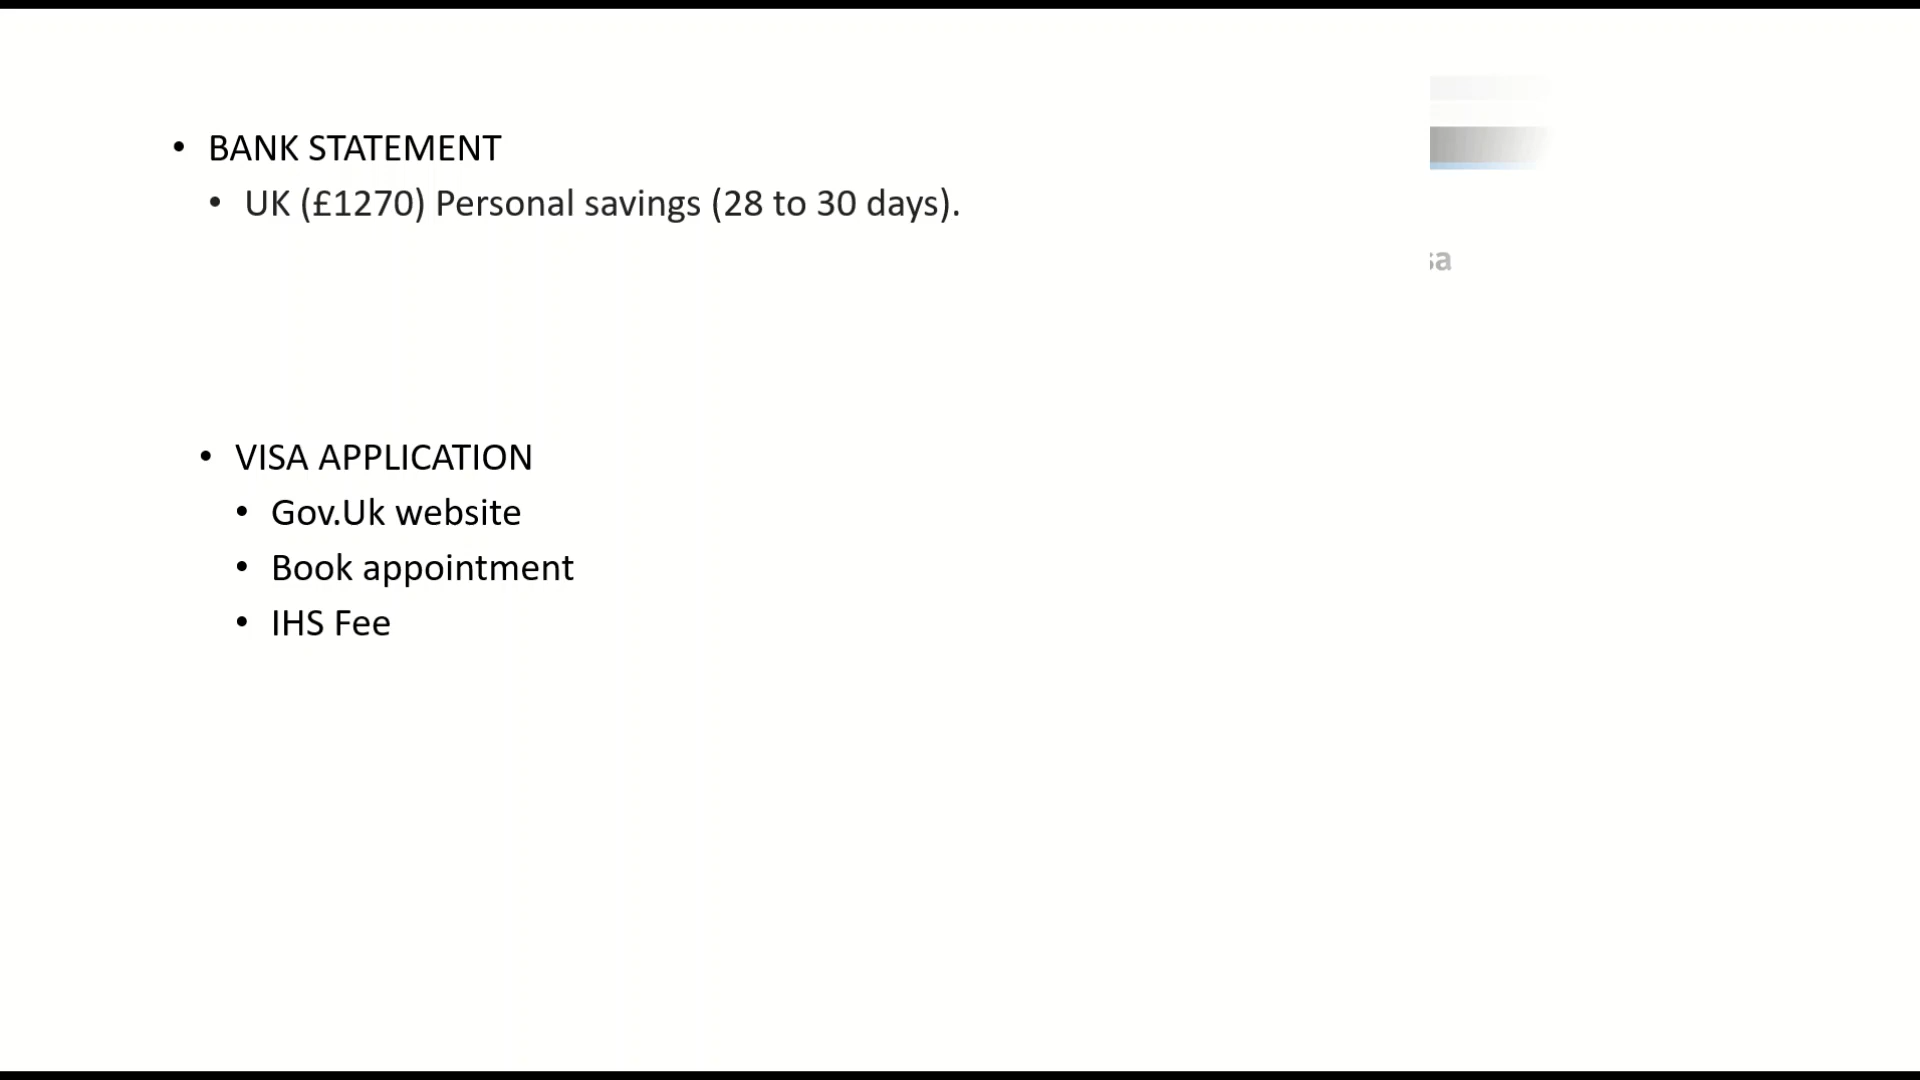 • BANK STATEMENT
• UK (£1270) Personal savings (28 to 30 days).
• VISA APPLICATION
• Gov.Uk website
• Book appointment
• IHS Fee